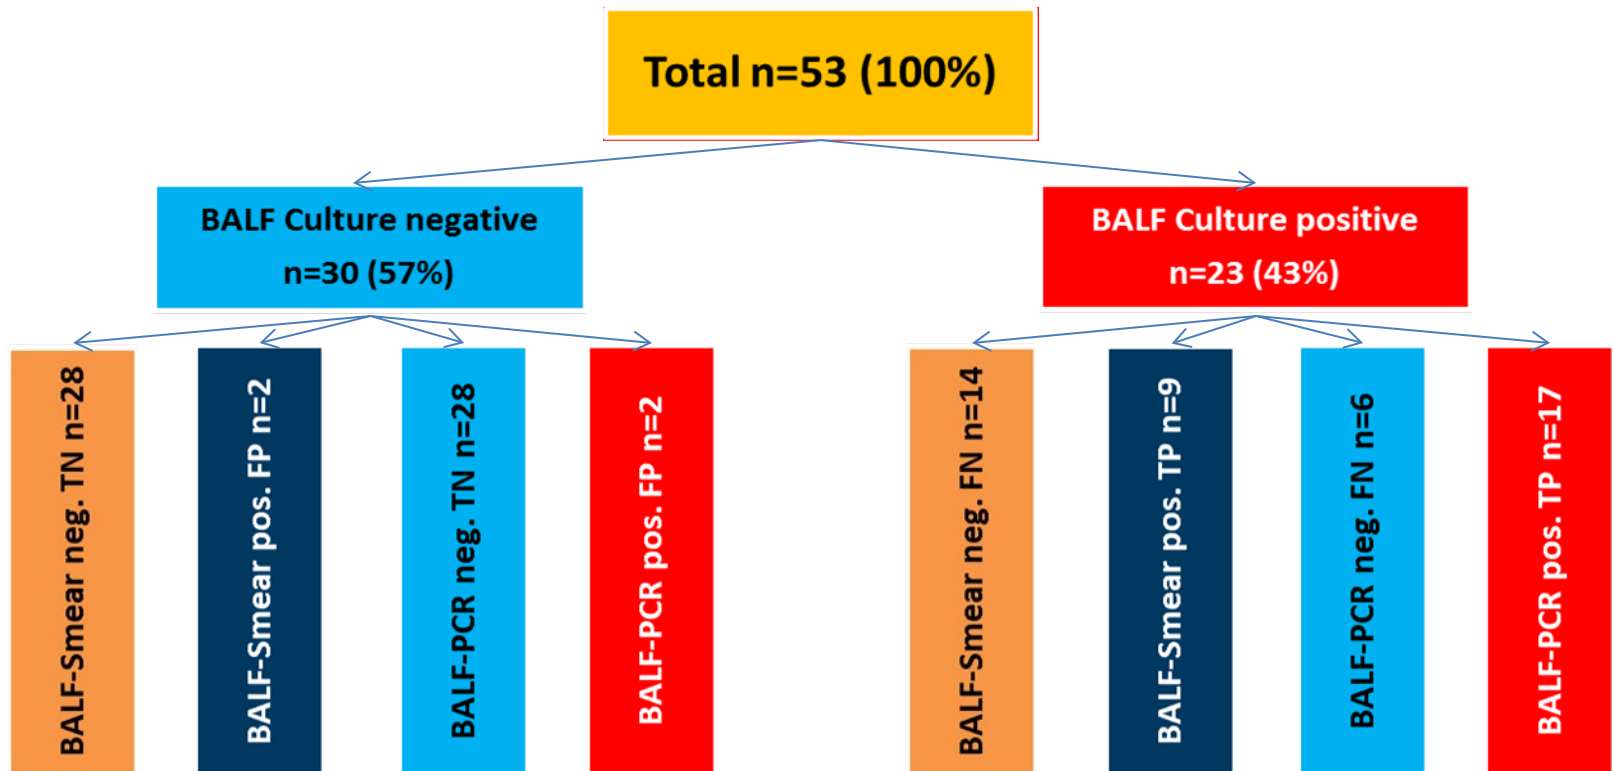 Total n=53 (100%)
BALF Culture negative
n=30 (57%)
BALF Culture positive
n=23 (43%)
BALF-Smear neg. TN n=28
BALF-Smear pos. FP n=2
BALF-PCR neg. TN n=28
BALF-PCR pos. FP n=2
BALF-Smear neg. FN n=14
BALF-Smear pos. TP n=9
BALF-PCR neg. FN n=6
BALF-PCR pos. TP n=17